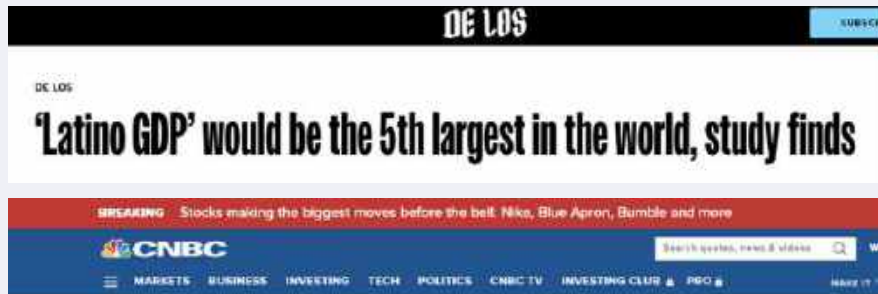 DE LOS
DE LOS
‘Latino GDP’ would be the 5th largest in the world, study finds
BREAKING Stocks making the biggest moves before the bell: Nike, Blue Apron, Bumble and more
CNBC
Search quotes, news & videos
MARKETS BUSINESS INVESTING TECH POLITICS CNBC TV INVESTING CLUB PRO